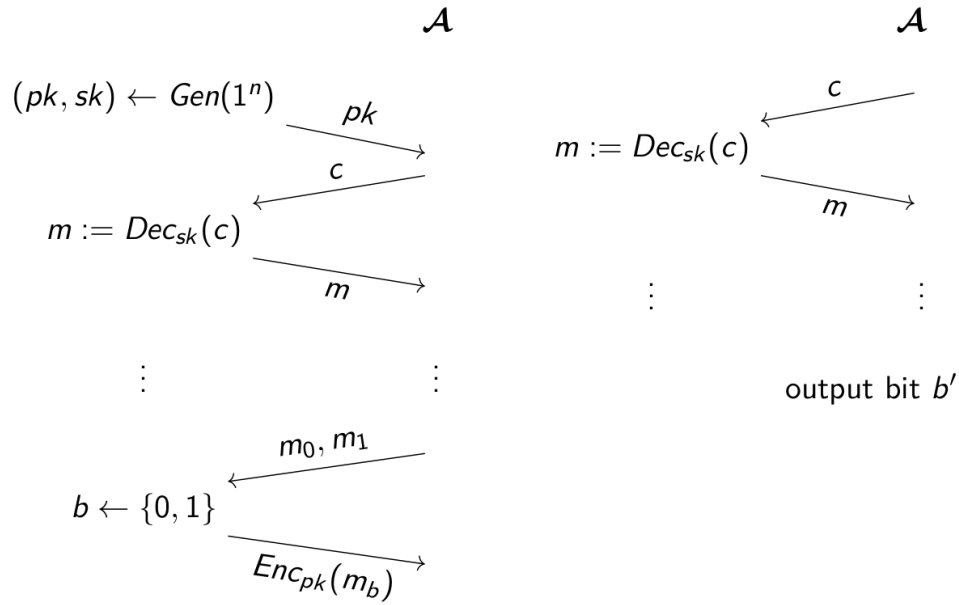 𝓐
(pk, sk) ← Gen(1ⁿ)
pk
c
m := Dec_sk(c)
m
⋮ ⋮
m₀, m₁
b ← {0, 1}
Enc_pk(m_b)
𝓐
c
m := Dec_sk(c)
m
⋮ ⋮
output bit b′